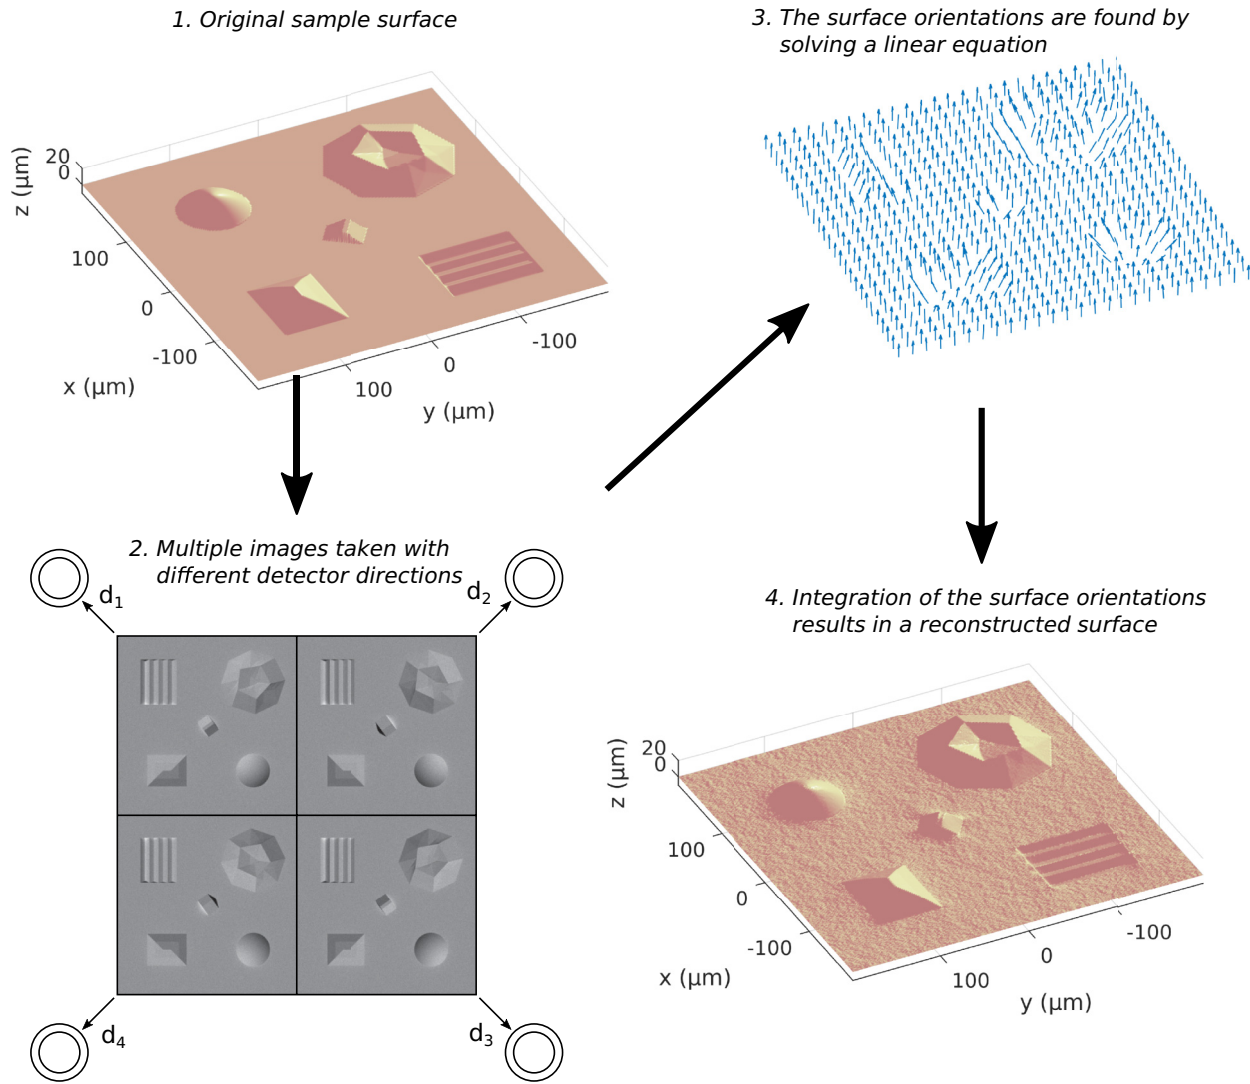 1. Original sample surface
20
0
z (μm)
100
0
-100
x (μm)
100
0
-100
y (μm)
2. Multiple images taken with
different detector directions
d1
d2
d4
d3
3. The surface orientations are found by
solving a linear equation
4. Integration of the surface orientations
results in a reconstructed surface
20
0
z (μm)
100
0
-100
x (μm)
100
0
-100
y (μm)